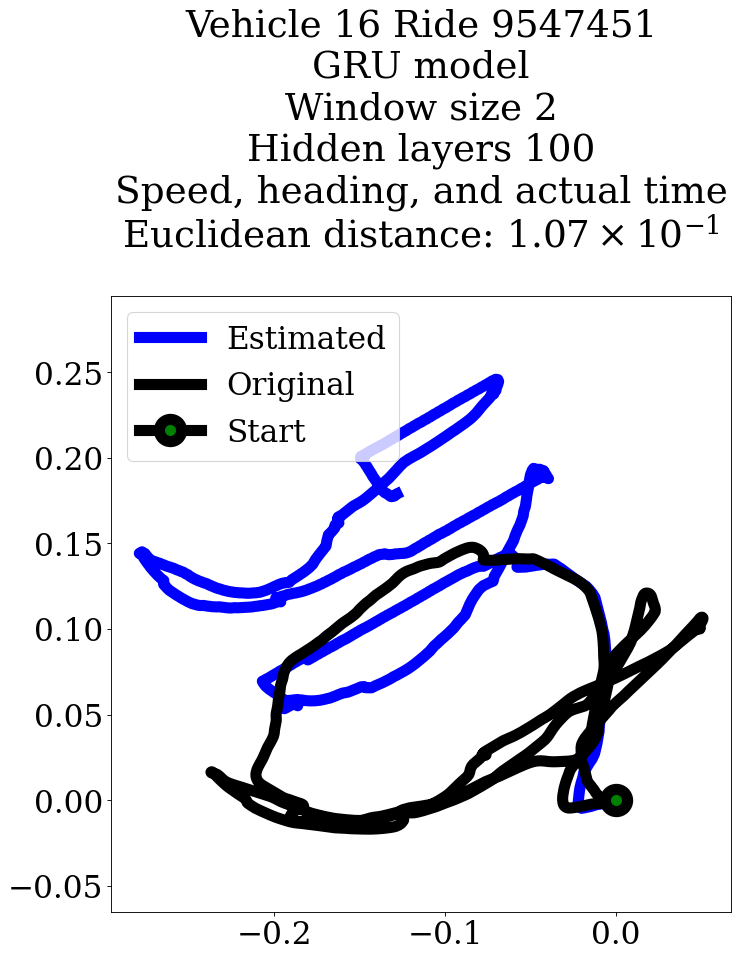 Vehicle 16 Ride 9547451
GRU model
Window size 2
Hidden layers 100
Speed, heading, and actual time
Euclidean distance: 1.07 × 10⁻¹
Estimated
Original
Start
0.25
0.20
0.15
0.10
0.05
0.00
−0.05
−0.2
−0.1
0.0